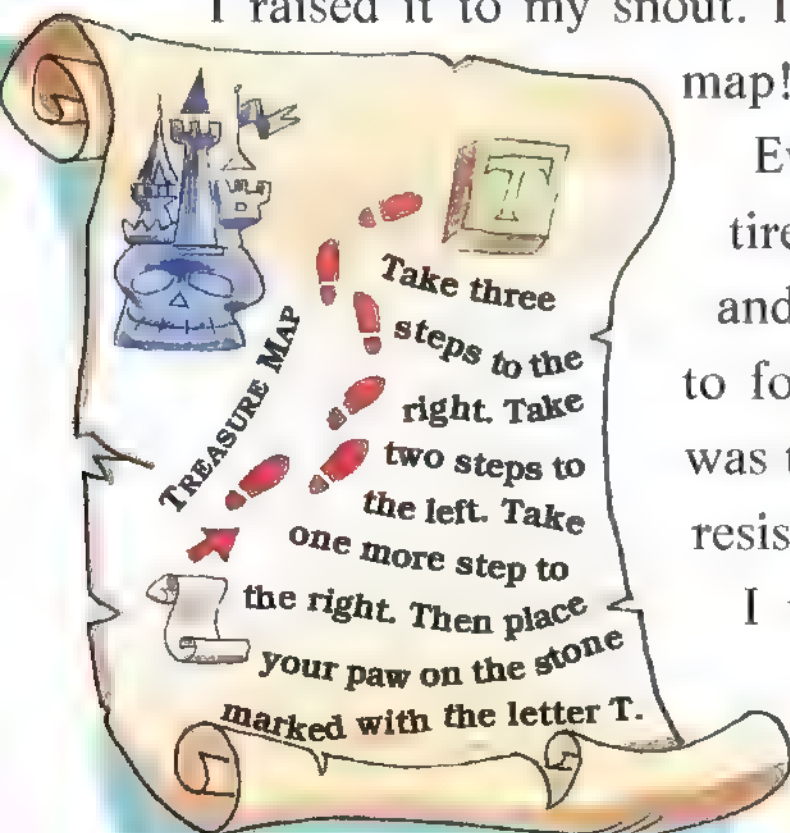 I raised it to my snout. I
map!
Ev
tire
and
to fo
was t
resis
I
T
TREASURE MAP
Take three
steps to the
right. Take
two steps to
the left. Take
one more step to
the right. Then place
your paw on the stone
marked with the letter T.